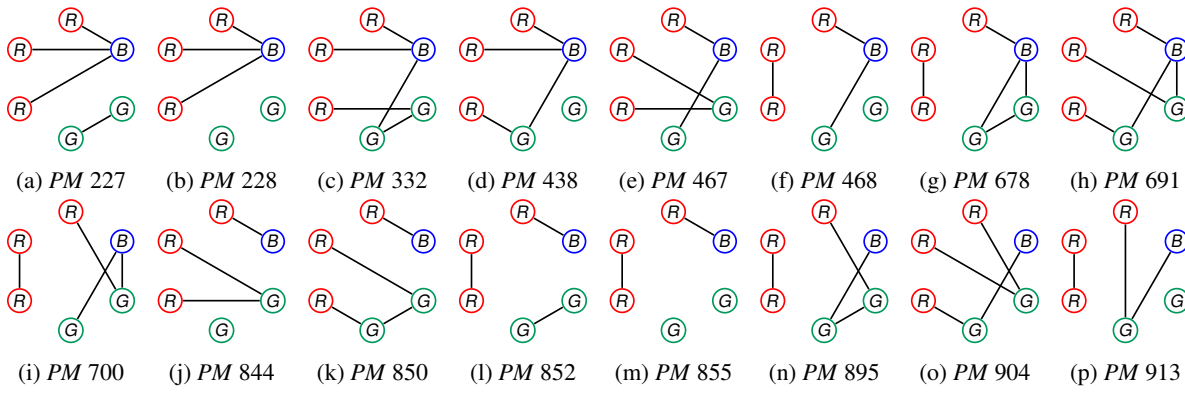 R R R R R R R R
R B R B R B R B R B R B R B R B
R G R G R G R G R G R G R G R G
G G G G G G G G
(a) PM 227 (b) PM 228 (c) PM 332 (d) PM 438 (e) PM 467 (f) PM 468 (g) PM 678 (h) PM 691
R R R R R R R R
R B R B R B R B R B R B R B R B
R G R G R G R G R G R G R G R G
G G G G G G G G
(i) PM 700 (j) PM 844 (k) PM 850 (l) PM 852 (m) PM 855 (n) PM 895 (o) PM 904 (p) PM 913